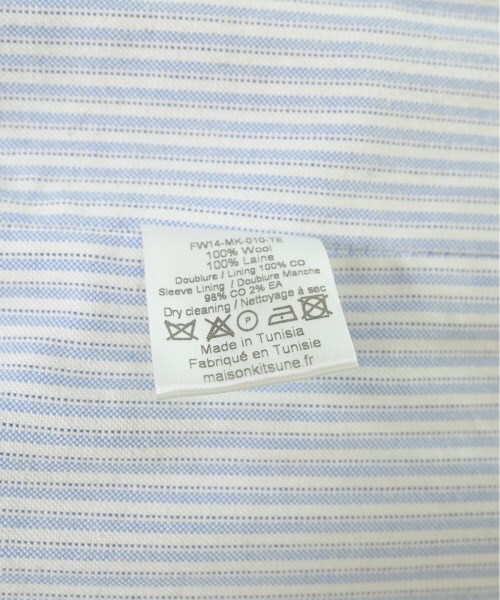 FW14-MK-010-TE
100% Wool
100% Laine
Doublure / Lining 100% CO
Sleeve Lining / Doublure Manche
98% CO 2% EA
Dry cleaning / Nettoyage à sec
P
Made in Tunisia
Fabriqué en Tunisie
maisonkitsune.fr